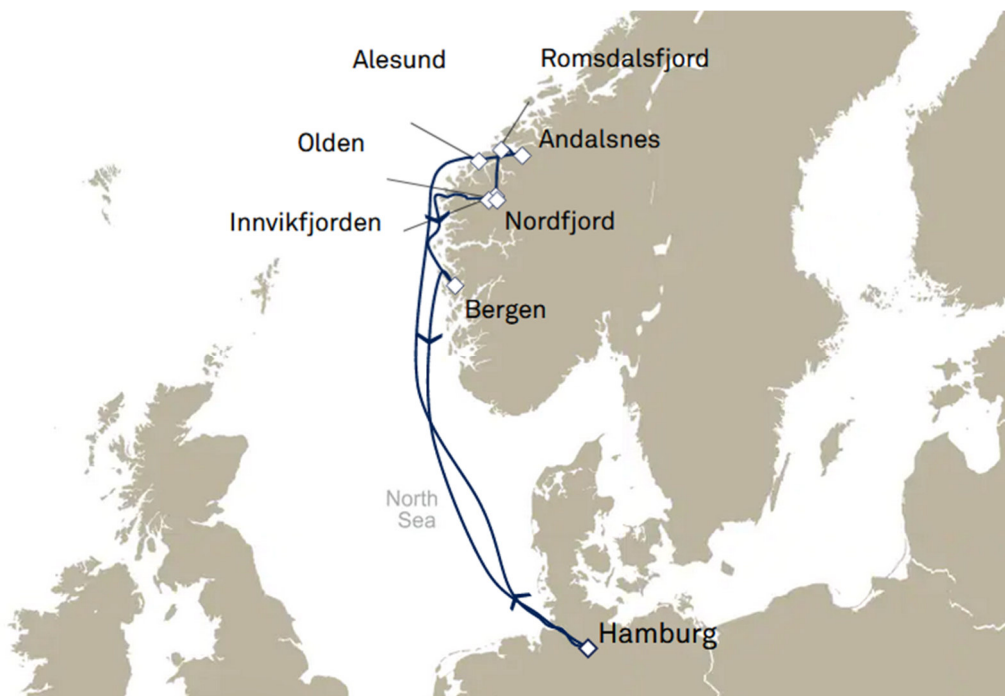 Alesund
Romsdalsfjord
Olden
Andalsnes
Innvikfjorden
Nordfjord
Bergen
North
Sea
Hamburg